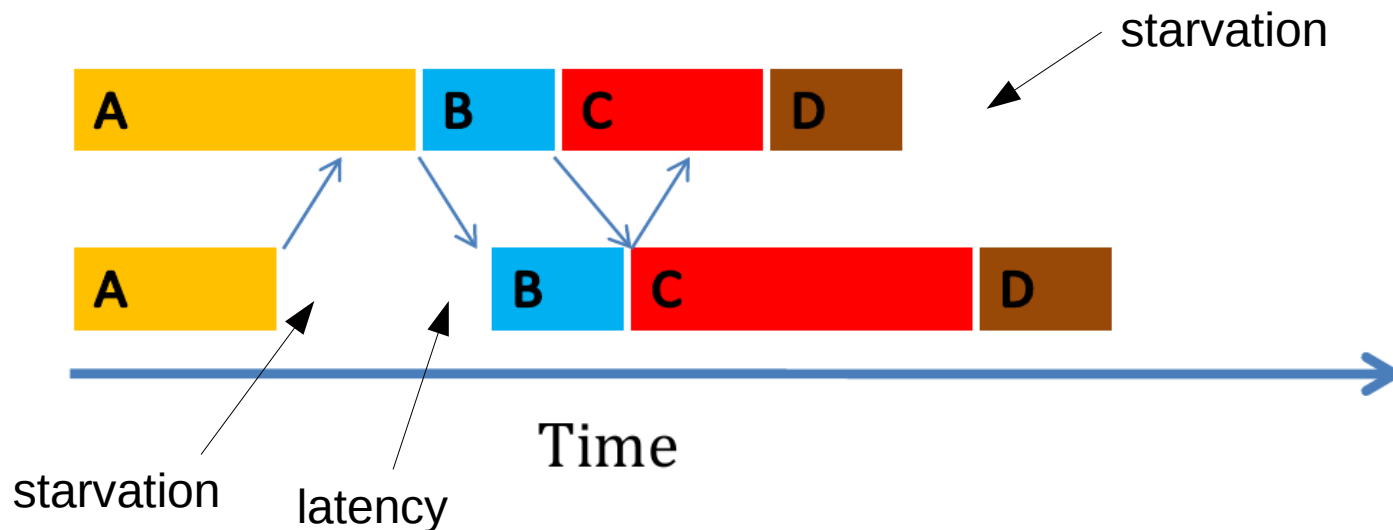 starvation
A B C D
A B C D
Time
starvation
latency